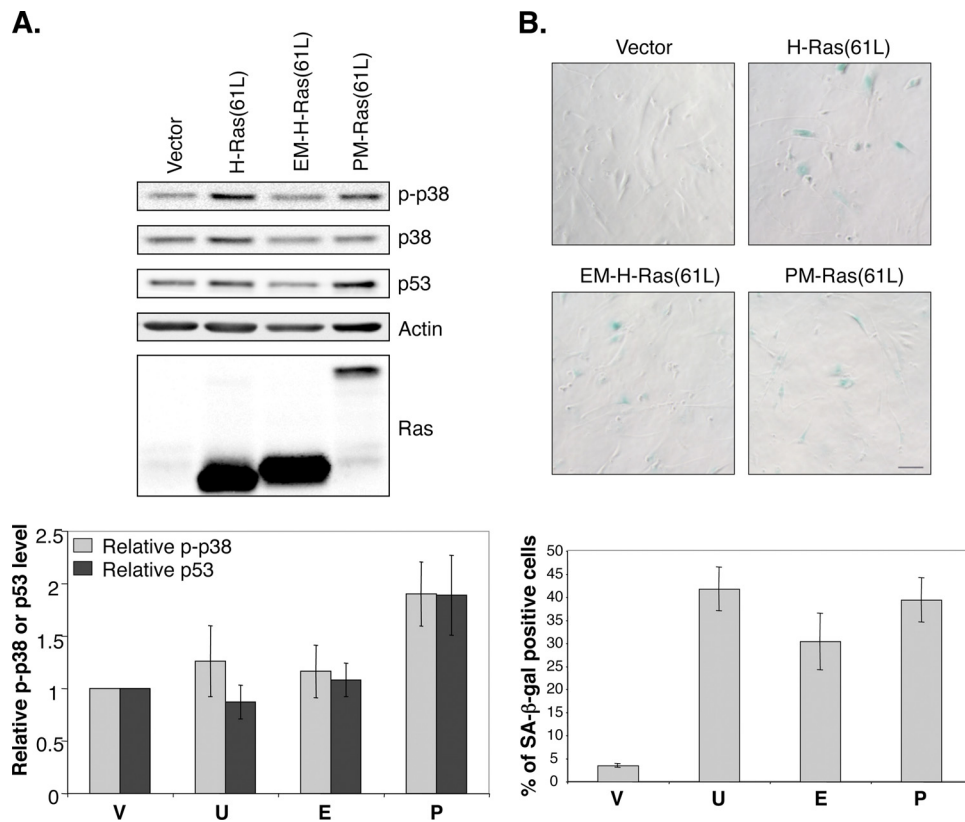 A.
Vector
H-Ras(61L)
EM-H-Ras(61L)
PM-Ras(61L)
p-p38
p38
p53
Actin
Ras
Relative p-p38 or p53 level
2.5
2
1.5
1
0.5
0
Relative p-p38
Relative p53
V U E P
B.
Vector
H-Ras(61L)
EM-H-Ras(61L)
PM-Ras(61L)
% of SA-β-gal positive cells
50
45
40
35
30
25
20
15
10
5
0
V U E P